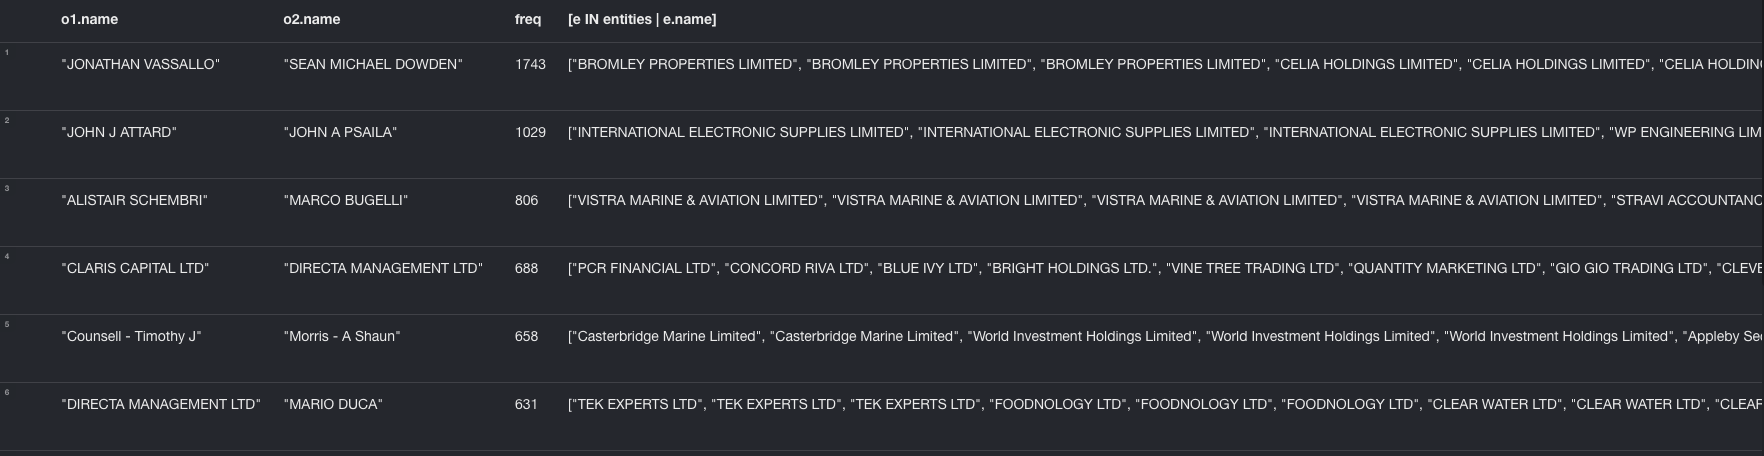 o1.name o2.name freq [e IN entities | e.name]
1
"JONATHAN VASSALLO" "SEAN MICHAEL DOWDEN" 1743 ["BROMLEY PROPERTIES LIMITED", "BROMLEY PROPERTIES LIMITED", "BROMLEY PROPERTIES LIMITED", "CELIA HOLDINGS LIMITED", "CELIA HOLDINGS LIMITED", "CELIA HOLDIN
2
"JOHN J ATTARD" "JOHN A PSAILA" 1029 ["INTERNATIONAL ELECTRONIC SUPPLIES LIMITED", "INTERNATIONAL ELECTRONIC SUPPLIES LIMITED", "INTERNATIONAL ELECTRONIC SUPPLIES LIMITED", "WP ENGINEERING LIM
3
"ALISTAIR SCHEMBRI" "MARCO BUGELLI" 806 ["VISTRA MARINE & AVIATION LIMITED", "VISTRA MARINE & AVIATION LIMITED", "VISTRA MARINE & AVIATION LIMITED", "VISTRA MARINE & AVIATION LIMITED", "STRAVI ACCOUNTANC
4
"CLARIS CAPITAL LTD" "DIRECTA MANAGEMENT LTD" 688 ["PCR FINANCIAL LTD", "CONCORD RIVA LTD", "BLUE IVY LTD", "BRIGHT HOLDINGS LTD.", "VINE TREE TRADING LTD", "QUANTITY MARKETING LTD", "GIO GIO TRADING LTD", "CLEVE
5
"Counsell - Timothy J" "Morris - A Shaun" 658 ["Casterbridge Marine Limited", "Casterbridge Marine Limited", "World Investment Holdings Limited", "World Investment Holdings Limited", "World Investment Holdings Limited", "Appleby Se
6
"DIRECTA MANAGEMENT LTD" "MARIO DUCA" 631 ["TEK EXPERTS LTD", "TEK EXPERTS LTD", "TEK EXPERTS LTD", "FOODNOLOGY LTD", "FOODNOLOGY LTD", "FOODNOLOGY LTD", "CLEAR WATER LTD", "CLEAR WATER LTD", "CLEAR